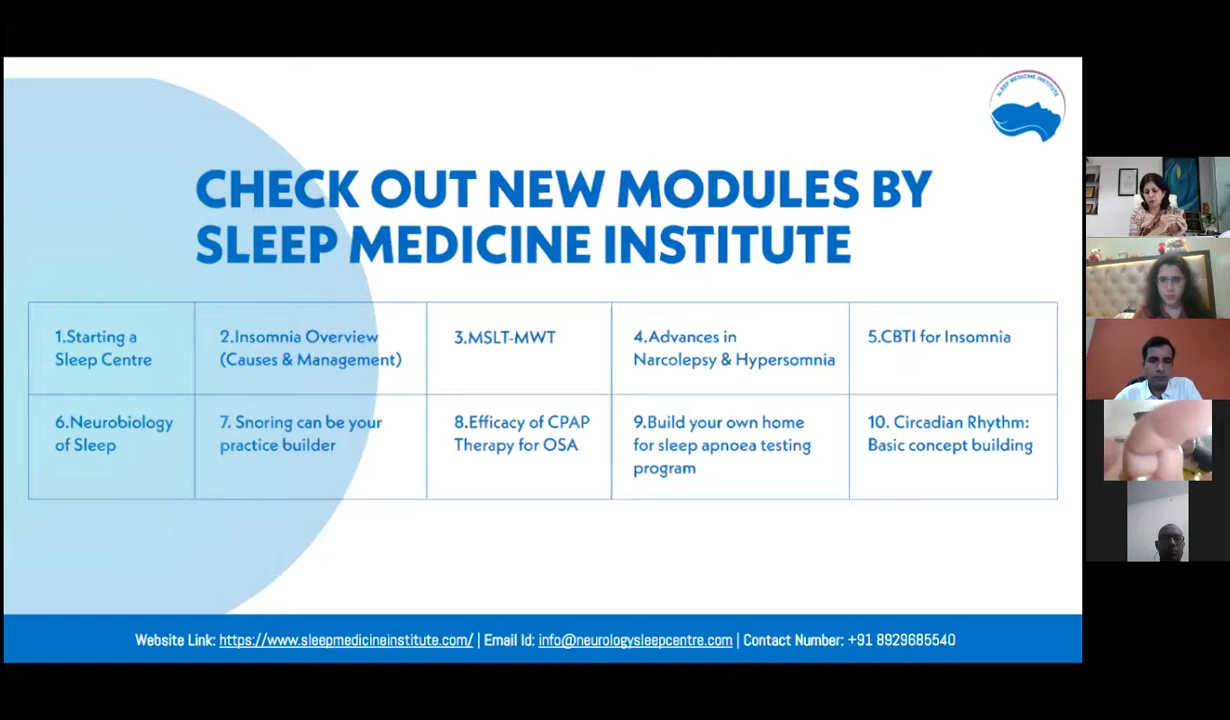 SLEEP MEDICINE INSTITUTE
CHECK OUT NEW MODULES BY
SLEEP MEDICINE INSTITUTE
1.Starting a
Sleep Centre
2.Insomnia Overview
(Causes & Management)
3.MSLT-MWT
4.Advances in
Narcolepsy & Hypersomnia
5.CBTI for Insomnia
6.Neurobiology
of Sleep
7. Snoring can be your
practice builder
8.Efficacy of CPAP
Therapy for OSA
9.Build your own home
for sleep apnoea testing
program
10. Circadian Rhythm:
Basic concept building
Website Link: https://www.sleepmedicineinstitute.com/ | Email Id: info@neurologysleepcentre.com | Contact Number: +91 8929685540